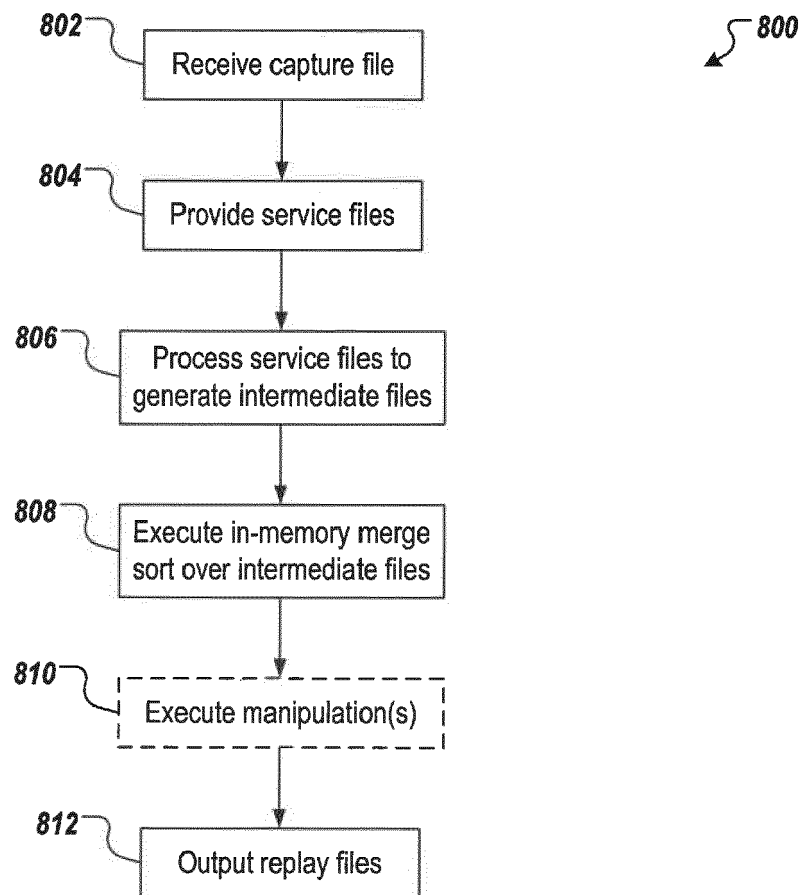 800
802
Receive capture file
804
Provide service files
806
Process service files to
generate intermediate files
808
Execute in-memory merge
sort over intermediate files
810
Execute manipulation(s)
812
Output replay files